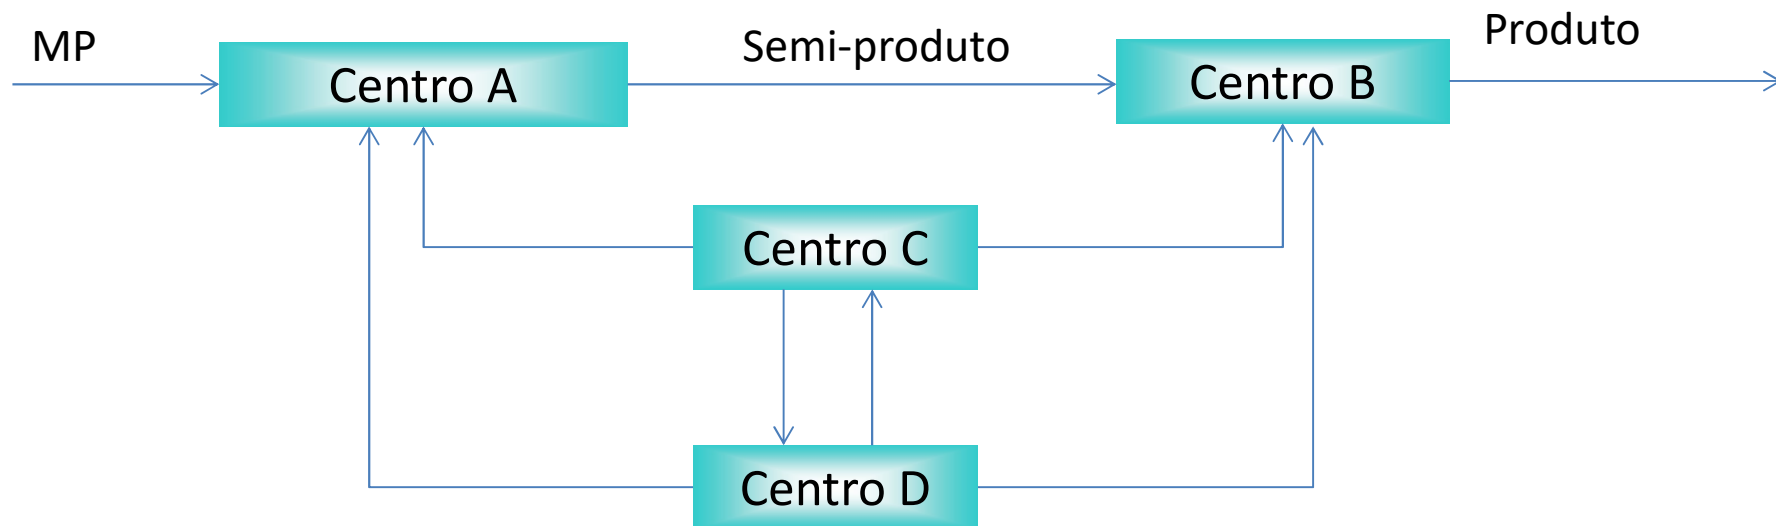 MP
Centro A
Semi-produto
Centro B
Produto
Centro C
Centro D